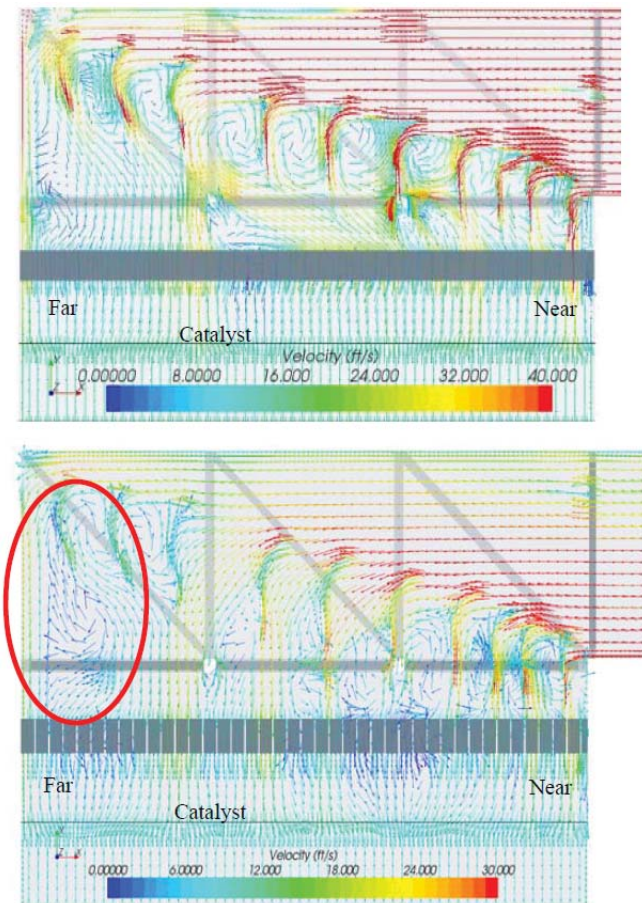 Far
Near
Catalyst
Velocity (ft/s)
0.00000 8.0000 16.000 24.000 32.000 40.000
Y
Z X
Far
Near
Catalyst
Velocity (ft/s)
0.00000 6.0000 12.000 18.000 24.000 30.000